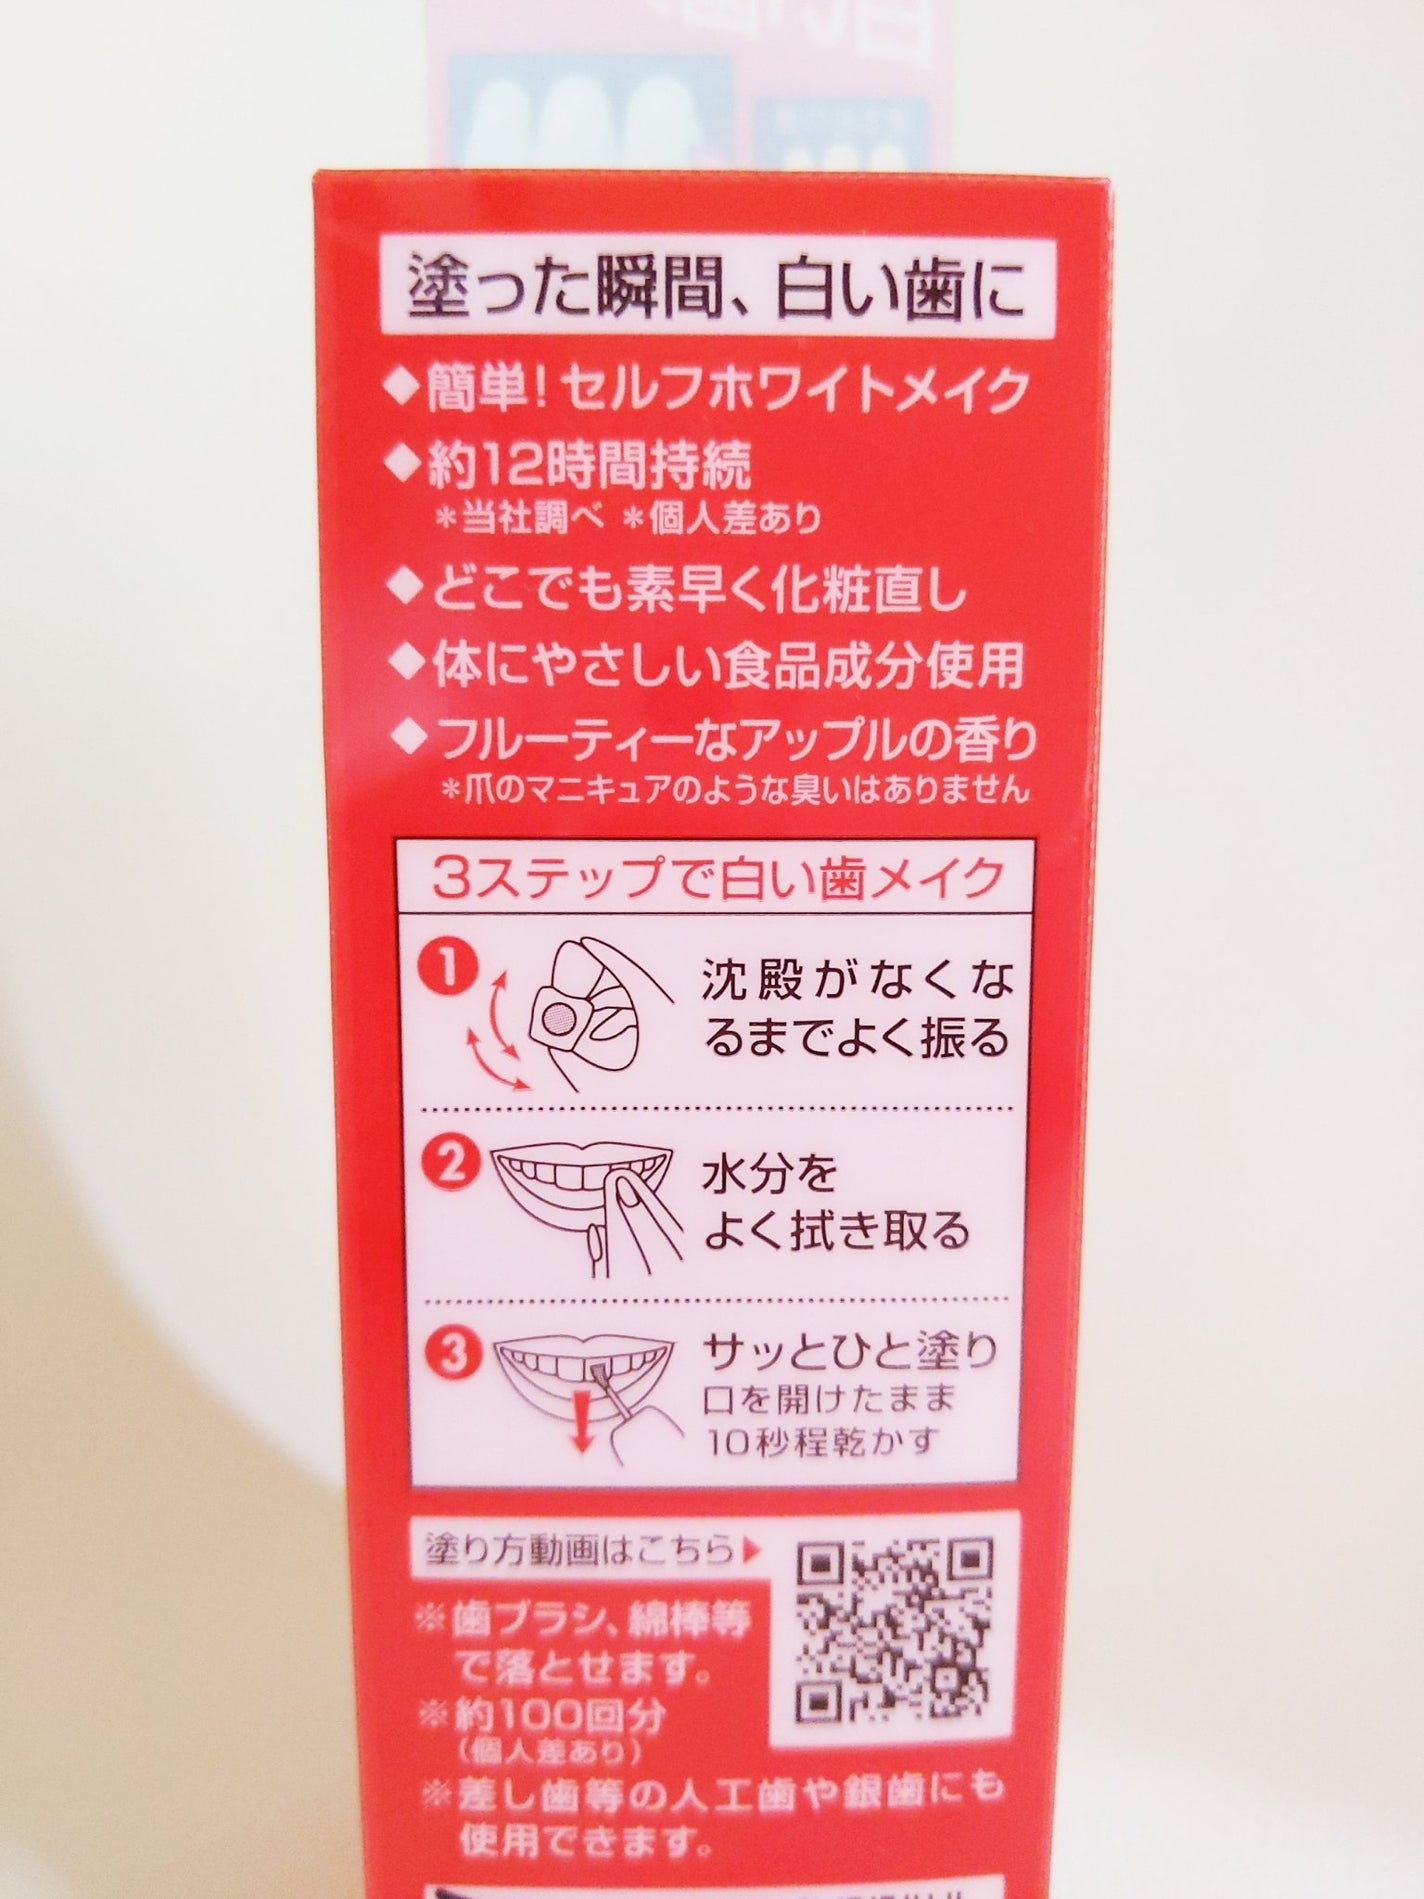 塗った瞬間、白い歯に
◆簡単!セルフホワイトメイク
◆約12時間持続
*当社調べ *個人差あり
◆どこでも素早く化粧直し
◆体にやさしい食品成分使用
◆フルーティーなアップルの香り
*爪のマニキュアのような臭いはありません
3ステップで白い歯メイク
1 沈殿がなくな
るまでよく振る
2 水分を
よく拭き取る
3 サッとひと塗り
口を開けたまま
10秒程乾かす
塗り方動画はこちら▶
※歯ブラシ、綿棒等
で落とせます。
※約100回分
(個人差あり)
※差し歯等の人工歯や銀歯にも
使用できます。